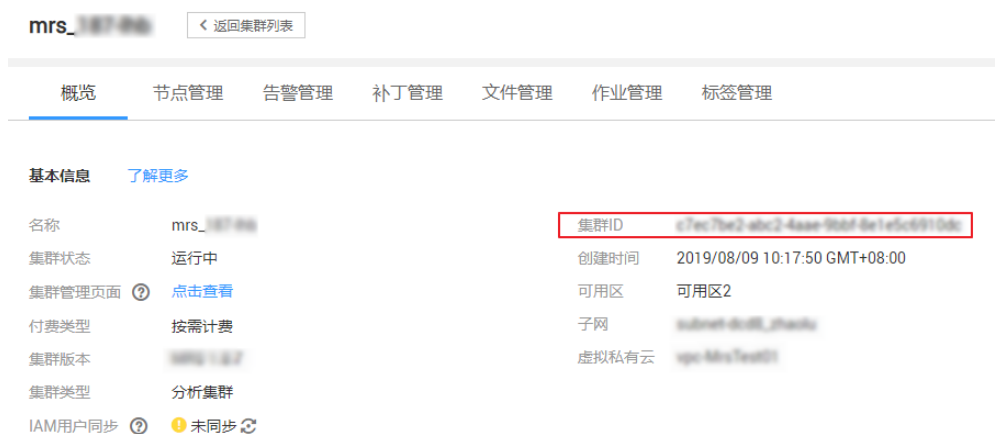 mrs_ 返回集群列表
概览 节点管理 告警管理 补丁管理 文件管理 作业管理 标签管理
基本信息 了解更多
名称 mrs_ 集群ID
集群状态 运行中 创建时间 2019/08/09 10:17:50 GMT+08:00
集群管理页面 ? 点击查看 可用区 可用区2
付费类型 按需计费 子网
集群版本 虚拟私有云
集群类型 分析集群
IAM用户同步 ? ! 未同步